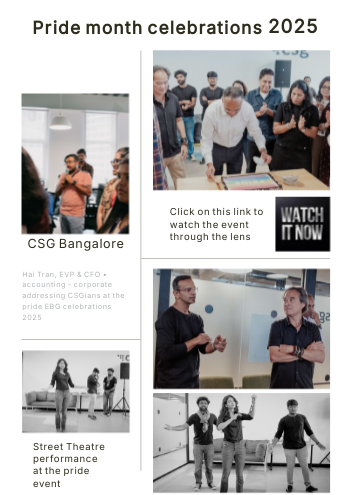 Pride month celebrations 2025
CSG Bangalore
Hai Tran, EVP & CFO •
accounting - corporate
addressing CSGians at the
pride EBG celebrations
2025
Click on this link to
watch the event
through the lens
WATCH
IT NOW
Street Theatre
performance
at the pride
event